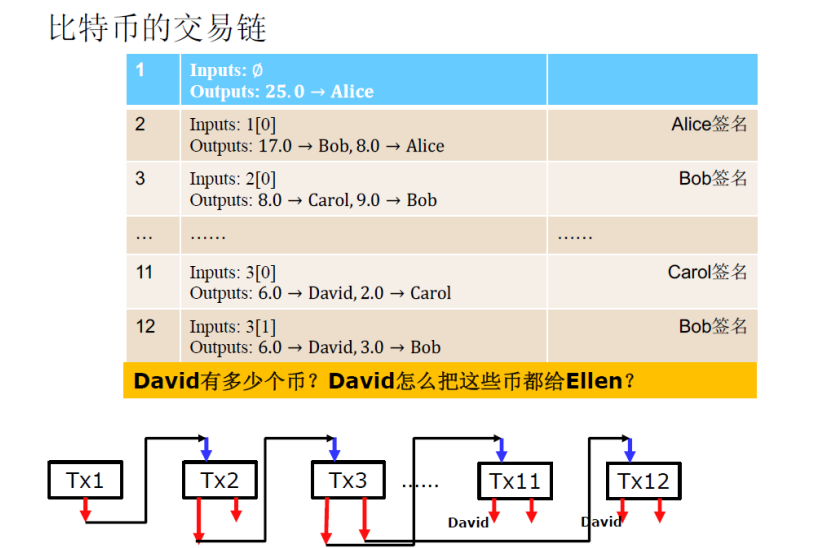 比特币的交易链
1
Inputs: ∅
Outputs: 25.0 → Alice
2
Inputs: 1[0]
Outputs: 17.0 → Bob, 8.0 → Alice
Alice签名
3
Inputs: 2[0]
Outputs: 8.0 → Carol, 9.0 → Bob
Bob签名
... ...... ......
11
Inputs: 3[0]
Outputs: 6.0 → David, 2.0 → Carol
Carol签名
12
Inputs: 3[1]
Outputs: 6.0 → David, 3.0 → Bob
Bob签名
David有多少个币？David怎么把这些币都给Ellen？
Tx1 Tx2 Tx3 ...... Tx11 Tx12
David David